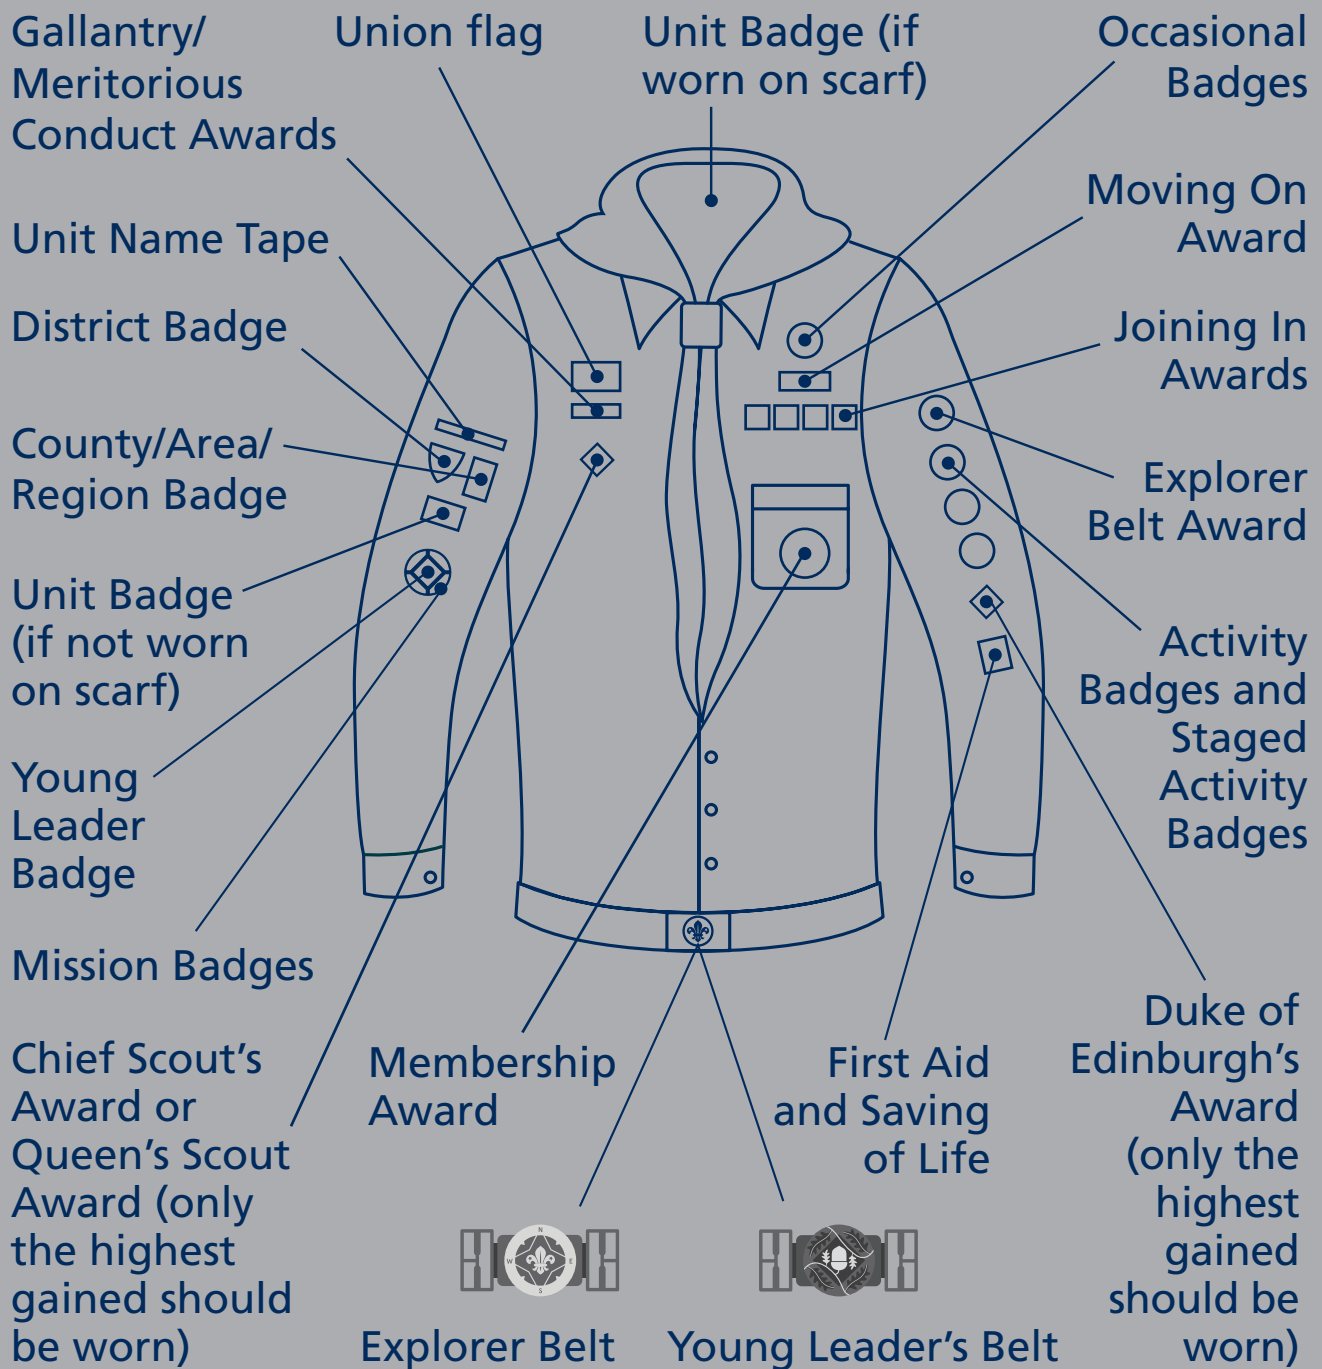 Gallantry/
Meritorious
Conduct Awards
Union flag
Unit Badge (if
worn on scarf)
Occasional
Badges
Moving On
Award
Unit Name Tape
District Badge
Joining In
Awards
County/Area/
Region Badge
Explorer
Belt Award
Unit Badge
(if not worn
on scarf)
Activity
Badges and
Staged
Activity
Badges
Young
Leader
Badge
Mission Badges
Chief Scout’s
Award or
Queen’s Scout
Award (only
the highest
gained should
be worn)
Membership
Award
First Aid
and Saving
of Life
Duke of
Edinburgh’s
Award
(only the
highest
gained
should be
worn)
N
W
E
S
Explorer Belt
Young Leader’s Belt